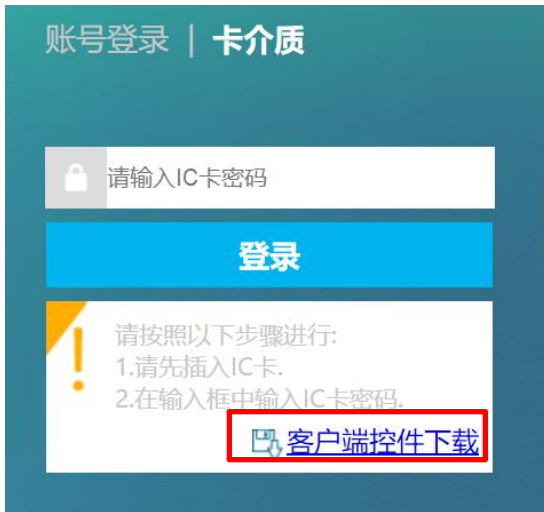 账号登录 | 卡介质
请输入IC卡密码
登录
请按照以下步骤进行:
1.请先插入IC卡.
2.在输入框中输入IC卡密码.
客户端控件下载